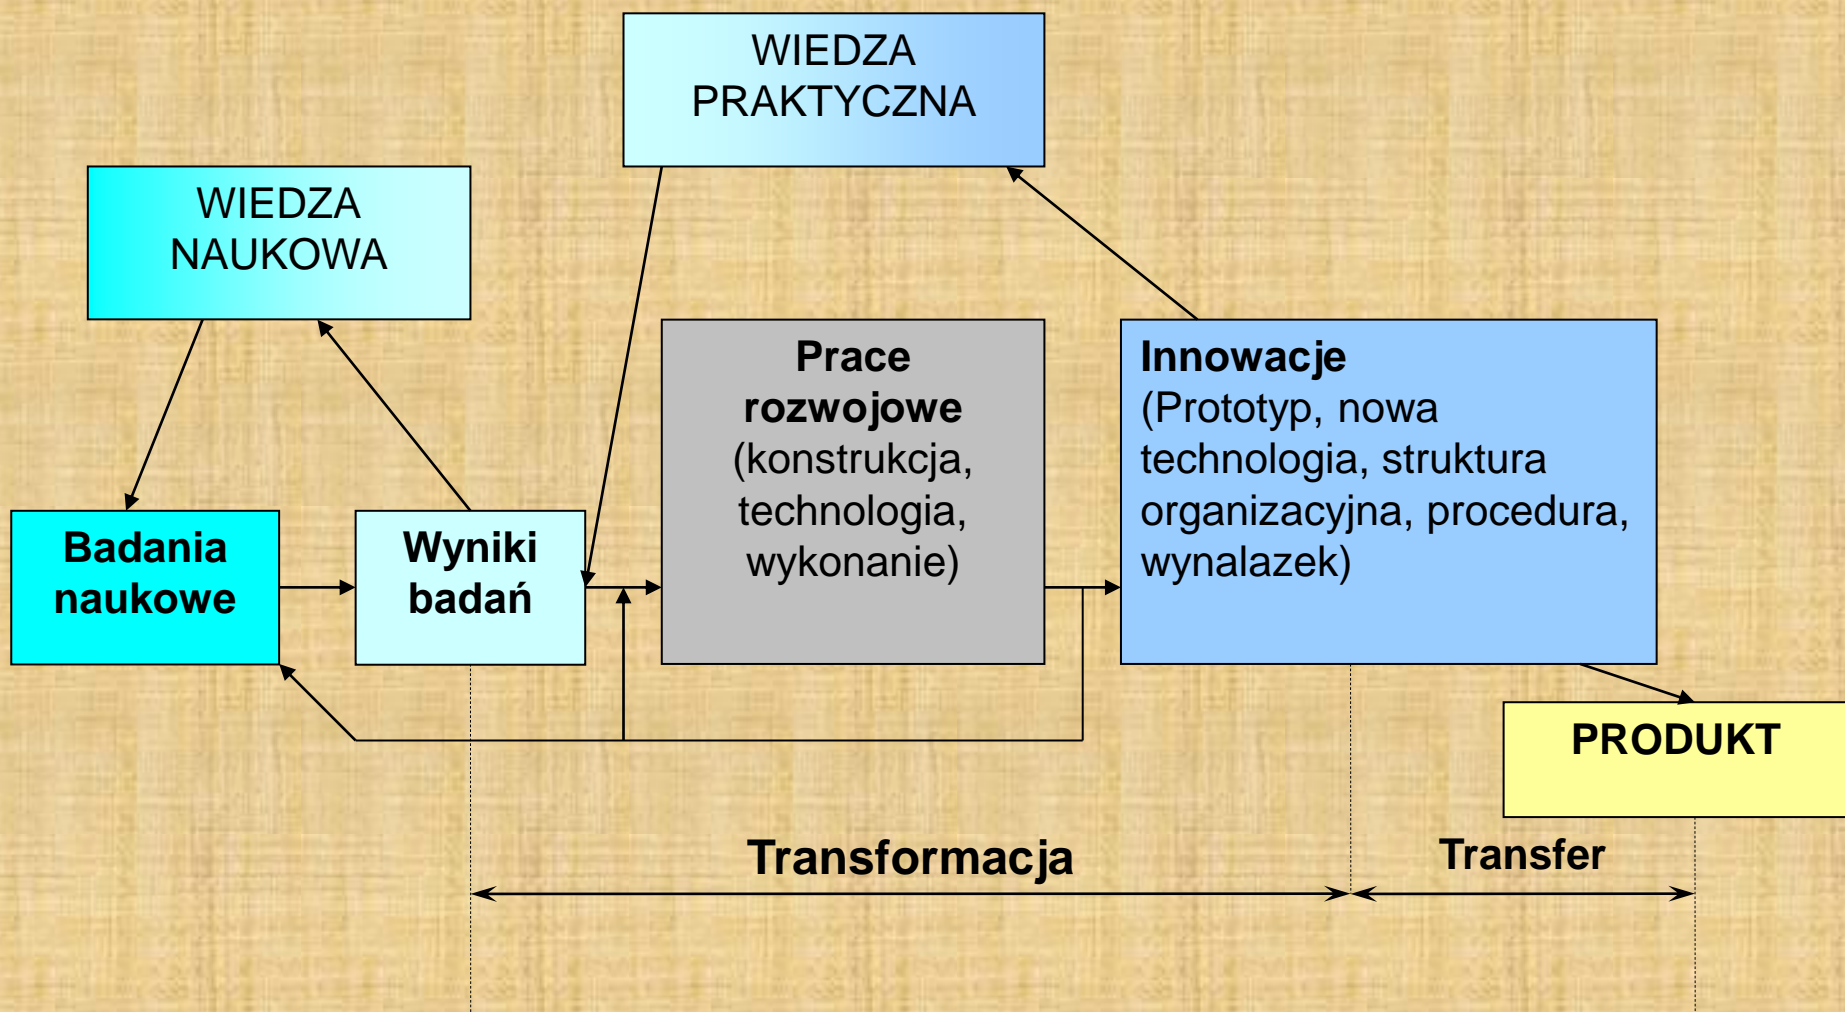 WIEDZA
PRAKTYCZNA
WIEDZA
NAUKOWA
Badania
naukowe
Wyniki
badań
Prace
rozwojowe
(konstrukcja,
technologia,
wykonanie)
Innowacje
(Prototyp, nowa
technologia, struktura
organizacyjna, procedura,
wynalazek)
PRODUKT
Transformacja
Transfer